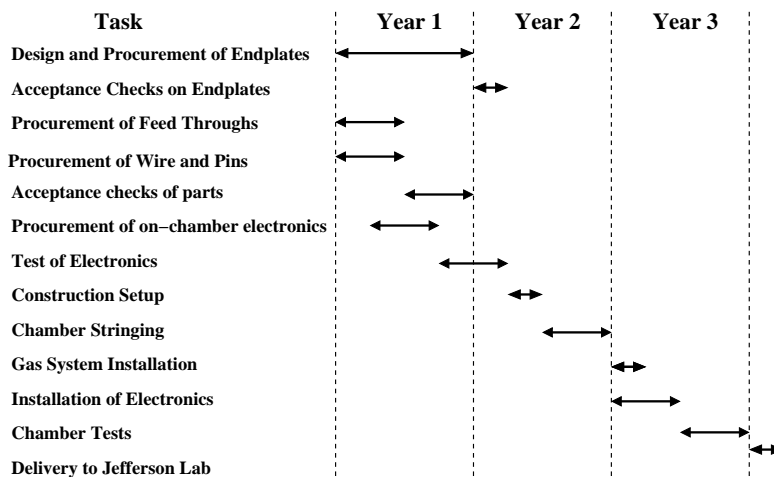 Task Year 1 Year 2 Year 3
Design and Procurement of Endplates
Acceptance Checks on Endplates
Procurement of Feed Throughs
Procurement of Wire and Pins
Acceptance checks of parts
Procurement of on−chamber electronics
Test of Electronics
Construction Setup
Chamber Stringing
Gas System Installation
Installation of Electronics
Chamber Tests
Delivery to Jefferson Lab